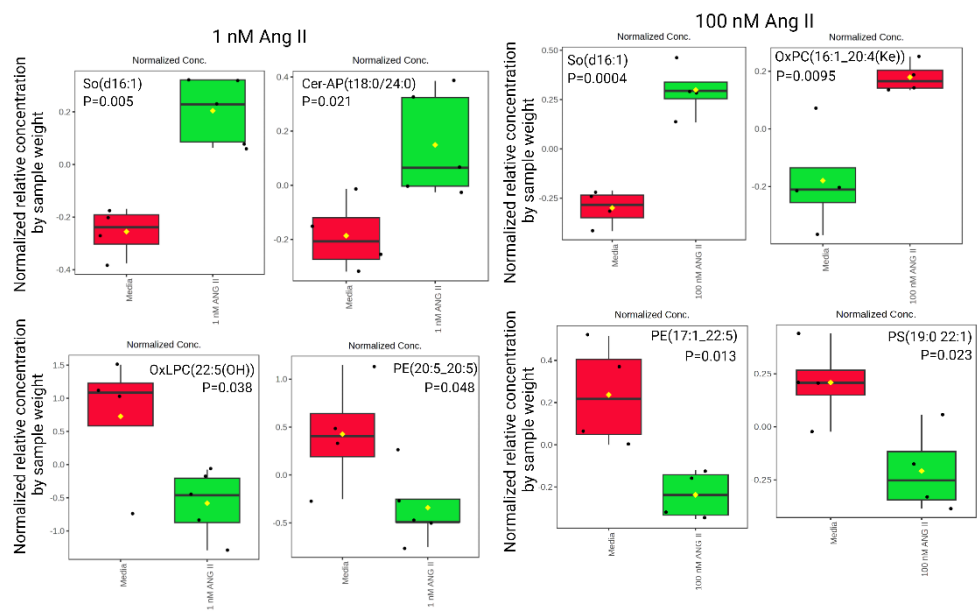 1 nM Ang II
100 nM Ang II
Normalized relative concentration
by sample weight
Normalized Conc.
So(d16:1)
P=0.005
0.2
0.0
-0.2
-0.4
Media
1 nM ANG II
Normalized Conc.
Cer-AP(t18:0/24:0)
P=0.021
0.4
0.2
0.0
-0.2
Media
1 nM ANG II
Normalized relative concentration
by sample weight
Normalized Conc.
So(d16:1)
P=0.0004
0.50
0.25
0.00
-0.25
-0.50
Media
100 nM ANG II
Normalized Conc.
OxPC(16:1_20:4(Ke))
P=0.0095
0.2
0.0
-0.2
Media
100 nM ANG II
Normalized relative concentration
by sample weight
Normalized Conc.
OxLPC(22:5(OH))
P=0.038
1.5
1.0
0.5
0.0
-0.5
-1.0
-1.5
Media
1 nM ANG II
Normalized Conc.
PE(20:5_20:5)
P=0.048
1.0
0.5
0.0
-0.5
Media
1 nM ANG II
Normalized relative concentration
by sample weight
Normalized Conc.
PE(17:1_22:5)
P=0.013
0.4
0.2
0.0
-0.2
Media
100 nM ANG II
Normalized Conc.
PS(19:0 22:1)
P=0.023
0.25
0.00
0.25
Media
100 nM ANG II